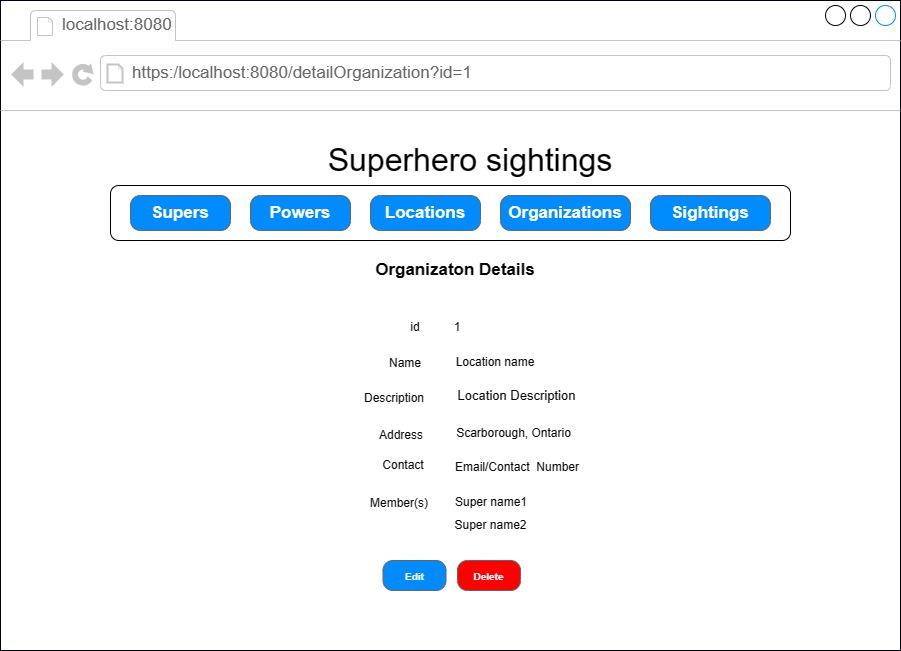 localhost:8080
https:/localhost:8080/detailOrganization?id=1
Superhero sightings
Supers Powers Locations Organizations Sightings
Organizaton Details
id 1
Name Location name
Description Location Description
Address Scarborough, Ontario
Contact Email/Contact Number
Member(s) Super name1
Super name2
Edit Delete